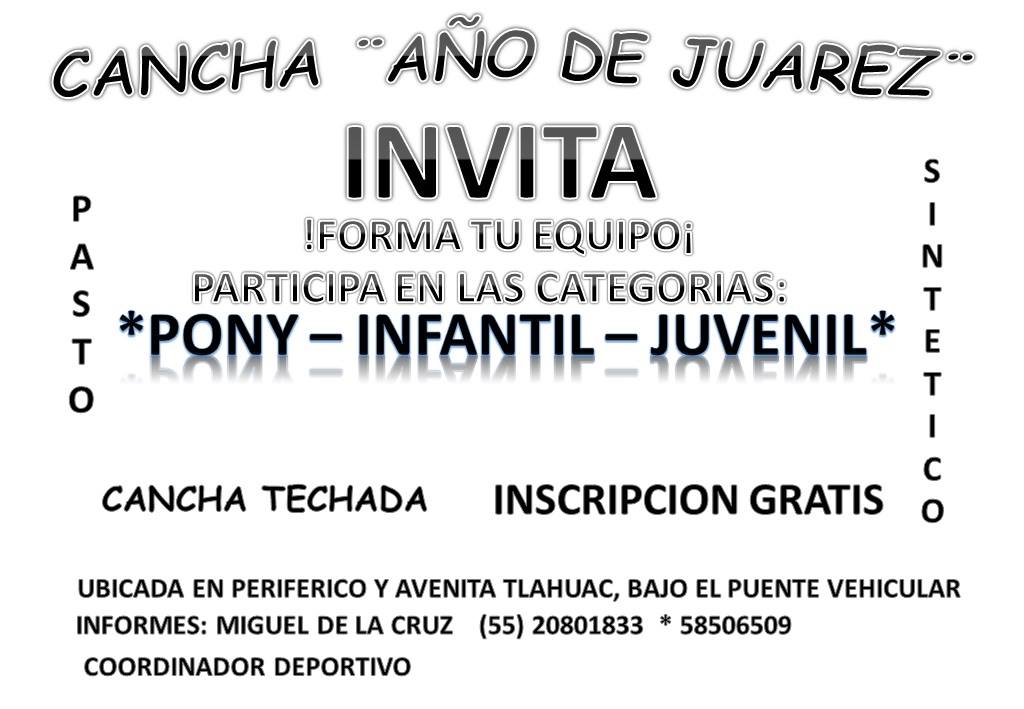 CANCHA ¨AÑO DE JUAREZ¨
INVITA
!FORMA TU EQUIPO¡
PARTICIPA EN LAS CATEGORIAS:
*PONY – INFANTIL – JUVENIL*
PASTO
SINTETICO
CANCHA TECHADA INSCRIPCION GRATIS
UBICADA EN PERIFERICO Y AVENITA TLAHUAC, BAJO EL PUENTE VEHICULAR
INFORMES: MIGUEL DE LA CRUZ (55) 20801833 * 58506509
COORDINADOR DEPORTIVO